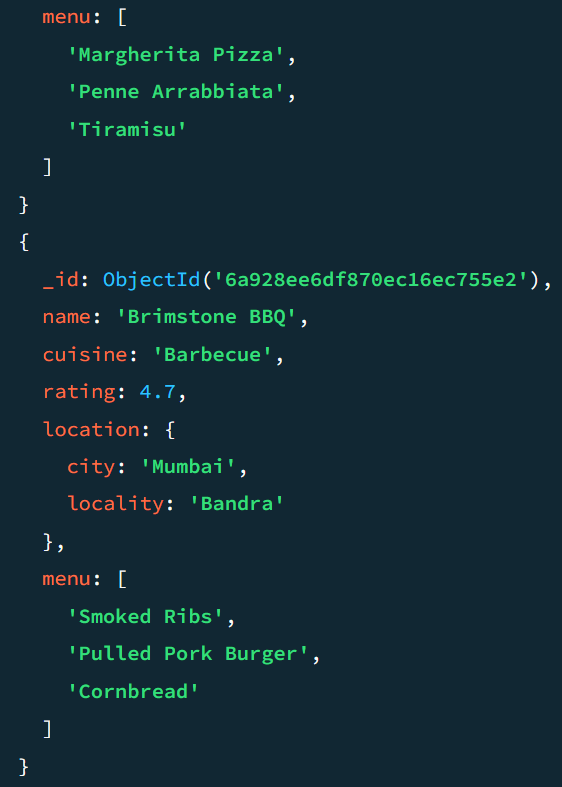 menu: [
'Margherita Pizza',
'Penne Arrabbiata',
'Tiramisu'
]
}
{
_id: ObjectId('6a928ee6df870ec16ec755e2'),
name: 'Brimstone BBQ',
cuisine: 'Barbecue',
rating: 4.7,
location: {
city: 'Mumbai',
locality: 'Bandra'
},
menu: [
'Smoked Ribs',
'Pulled Pork Burger',
'Cornbread'
]
}